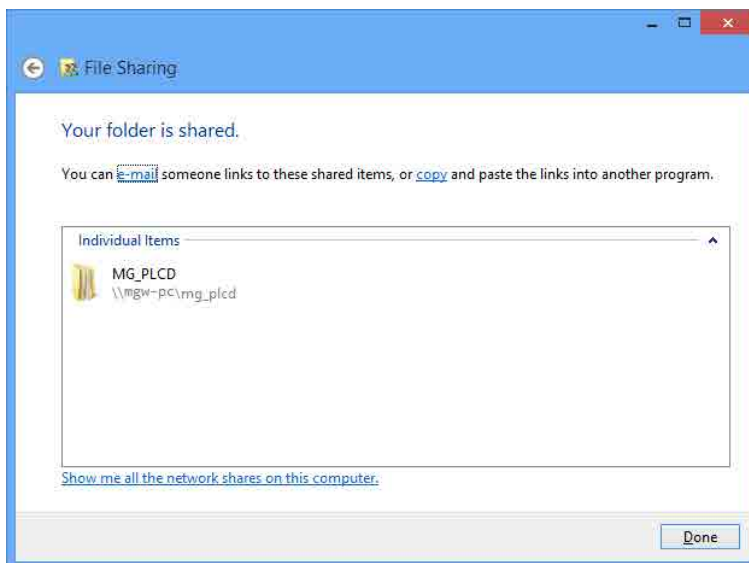 File Sharing
Your folder is shared.
You can e-mail someone links to these shared items, or copy and paste the links into another program.
Individual Items
MG_PLCD
\\mgw-pc\mg_plcd
Show me all the network shares on this computer.
Done